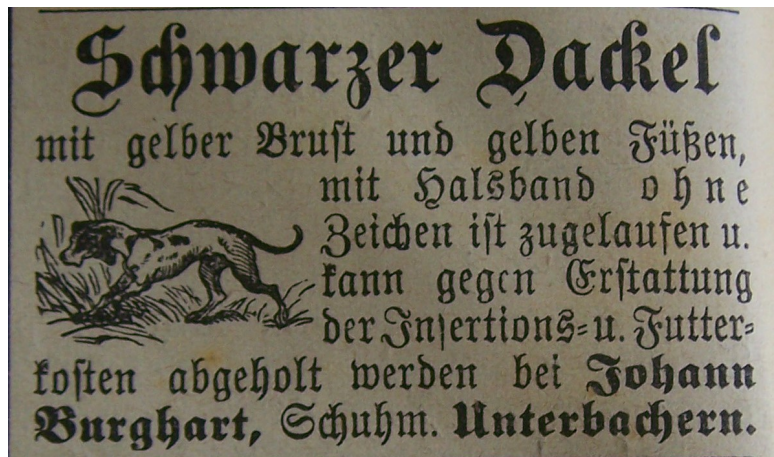 Schwarzer Dackel
mit gelber Brust und gelben Füßen,
mit Halsband ohne
Zeichen ist zugelaufen u.
kann gegen Erstattung
der Insertions= u. Futter=
kosten abgeholt werden bei Johann
Burghart, Schuhm. Unterbachern.